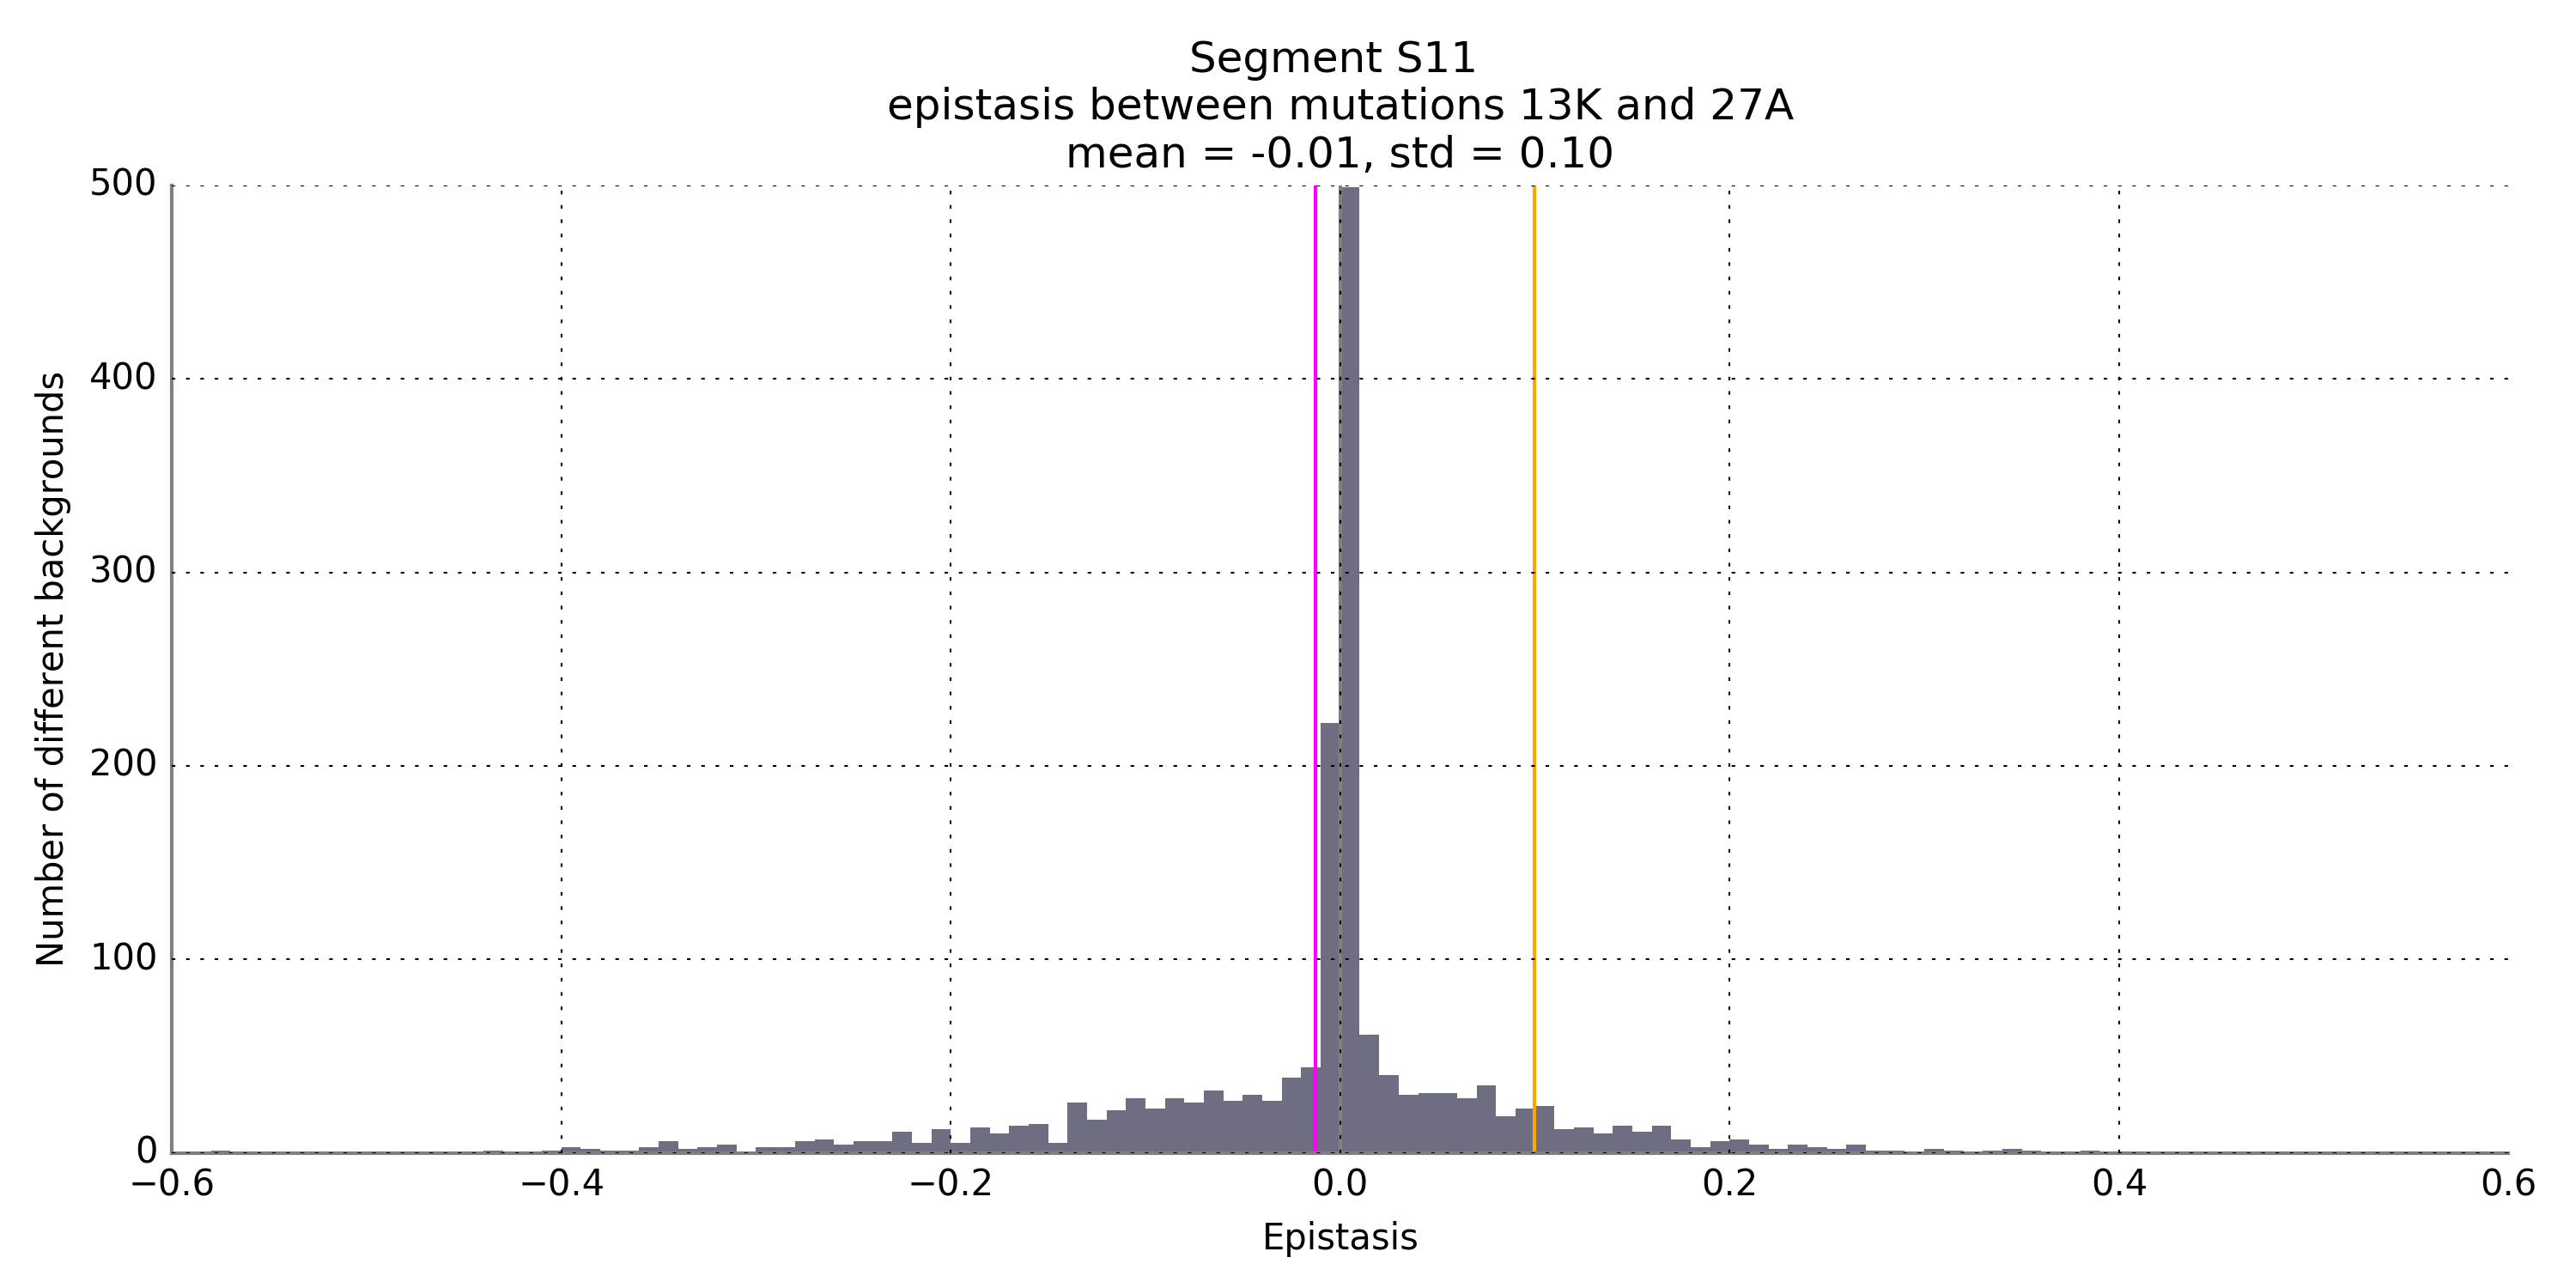 Segment S11
epistasis between mutations 13K and 27A
mean = -0.01, std = 0.10
Number of different backgrounds
500
400
300
200
100
0
−0.6
−0.4
−0.2
0.0
0.2
0.4
0.6
Epistasis